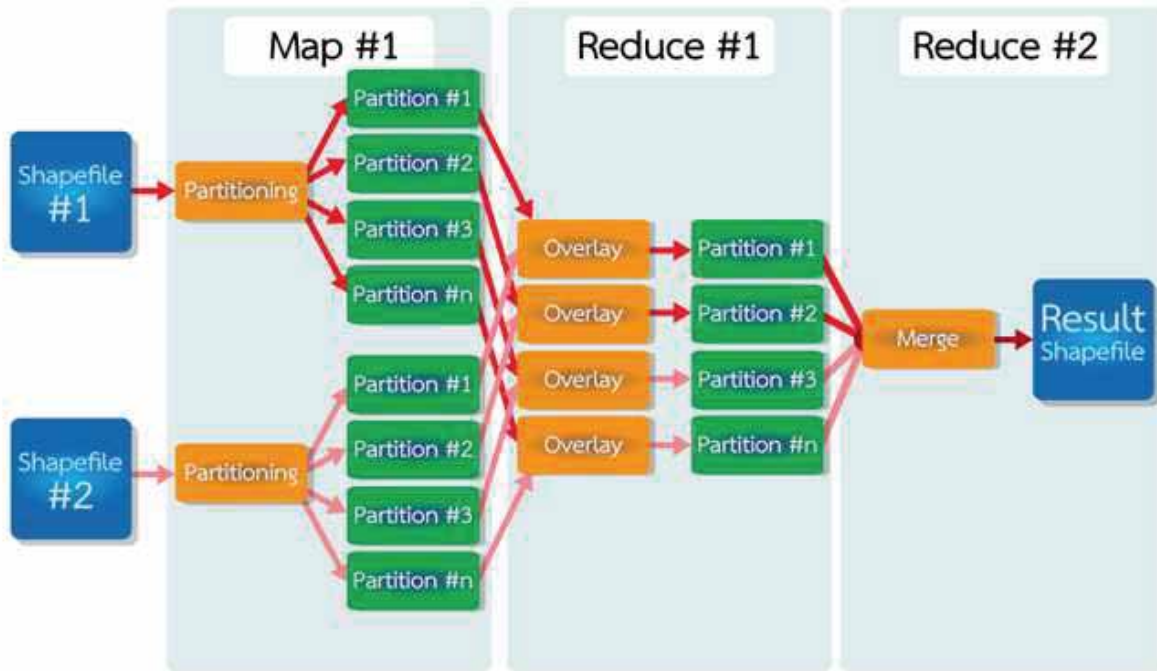 Map #1
Reduce #1
Reduce #2
Shapefile
#1
Partitioning
Partition #1
Partition #2
Partition #3
Partition #n
Shapefile
#2
Partitioning
Partition #1
Partition #2
Partition #3
Partition #n
Overlay
Overlay
Overlay
Overlay
Partition #1
Partition #2
Partition #3
Partition #n
Merge
Result
Shapefile